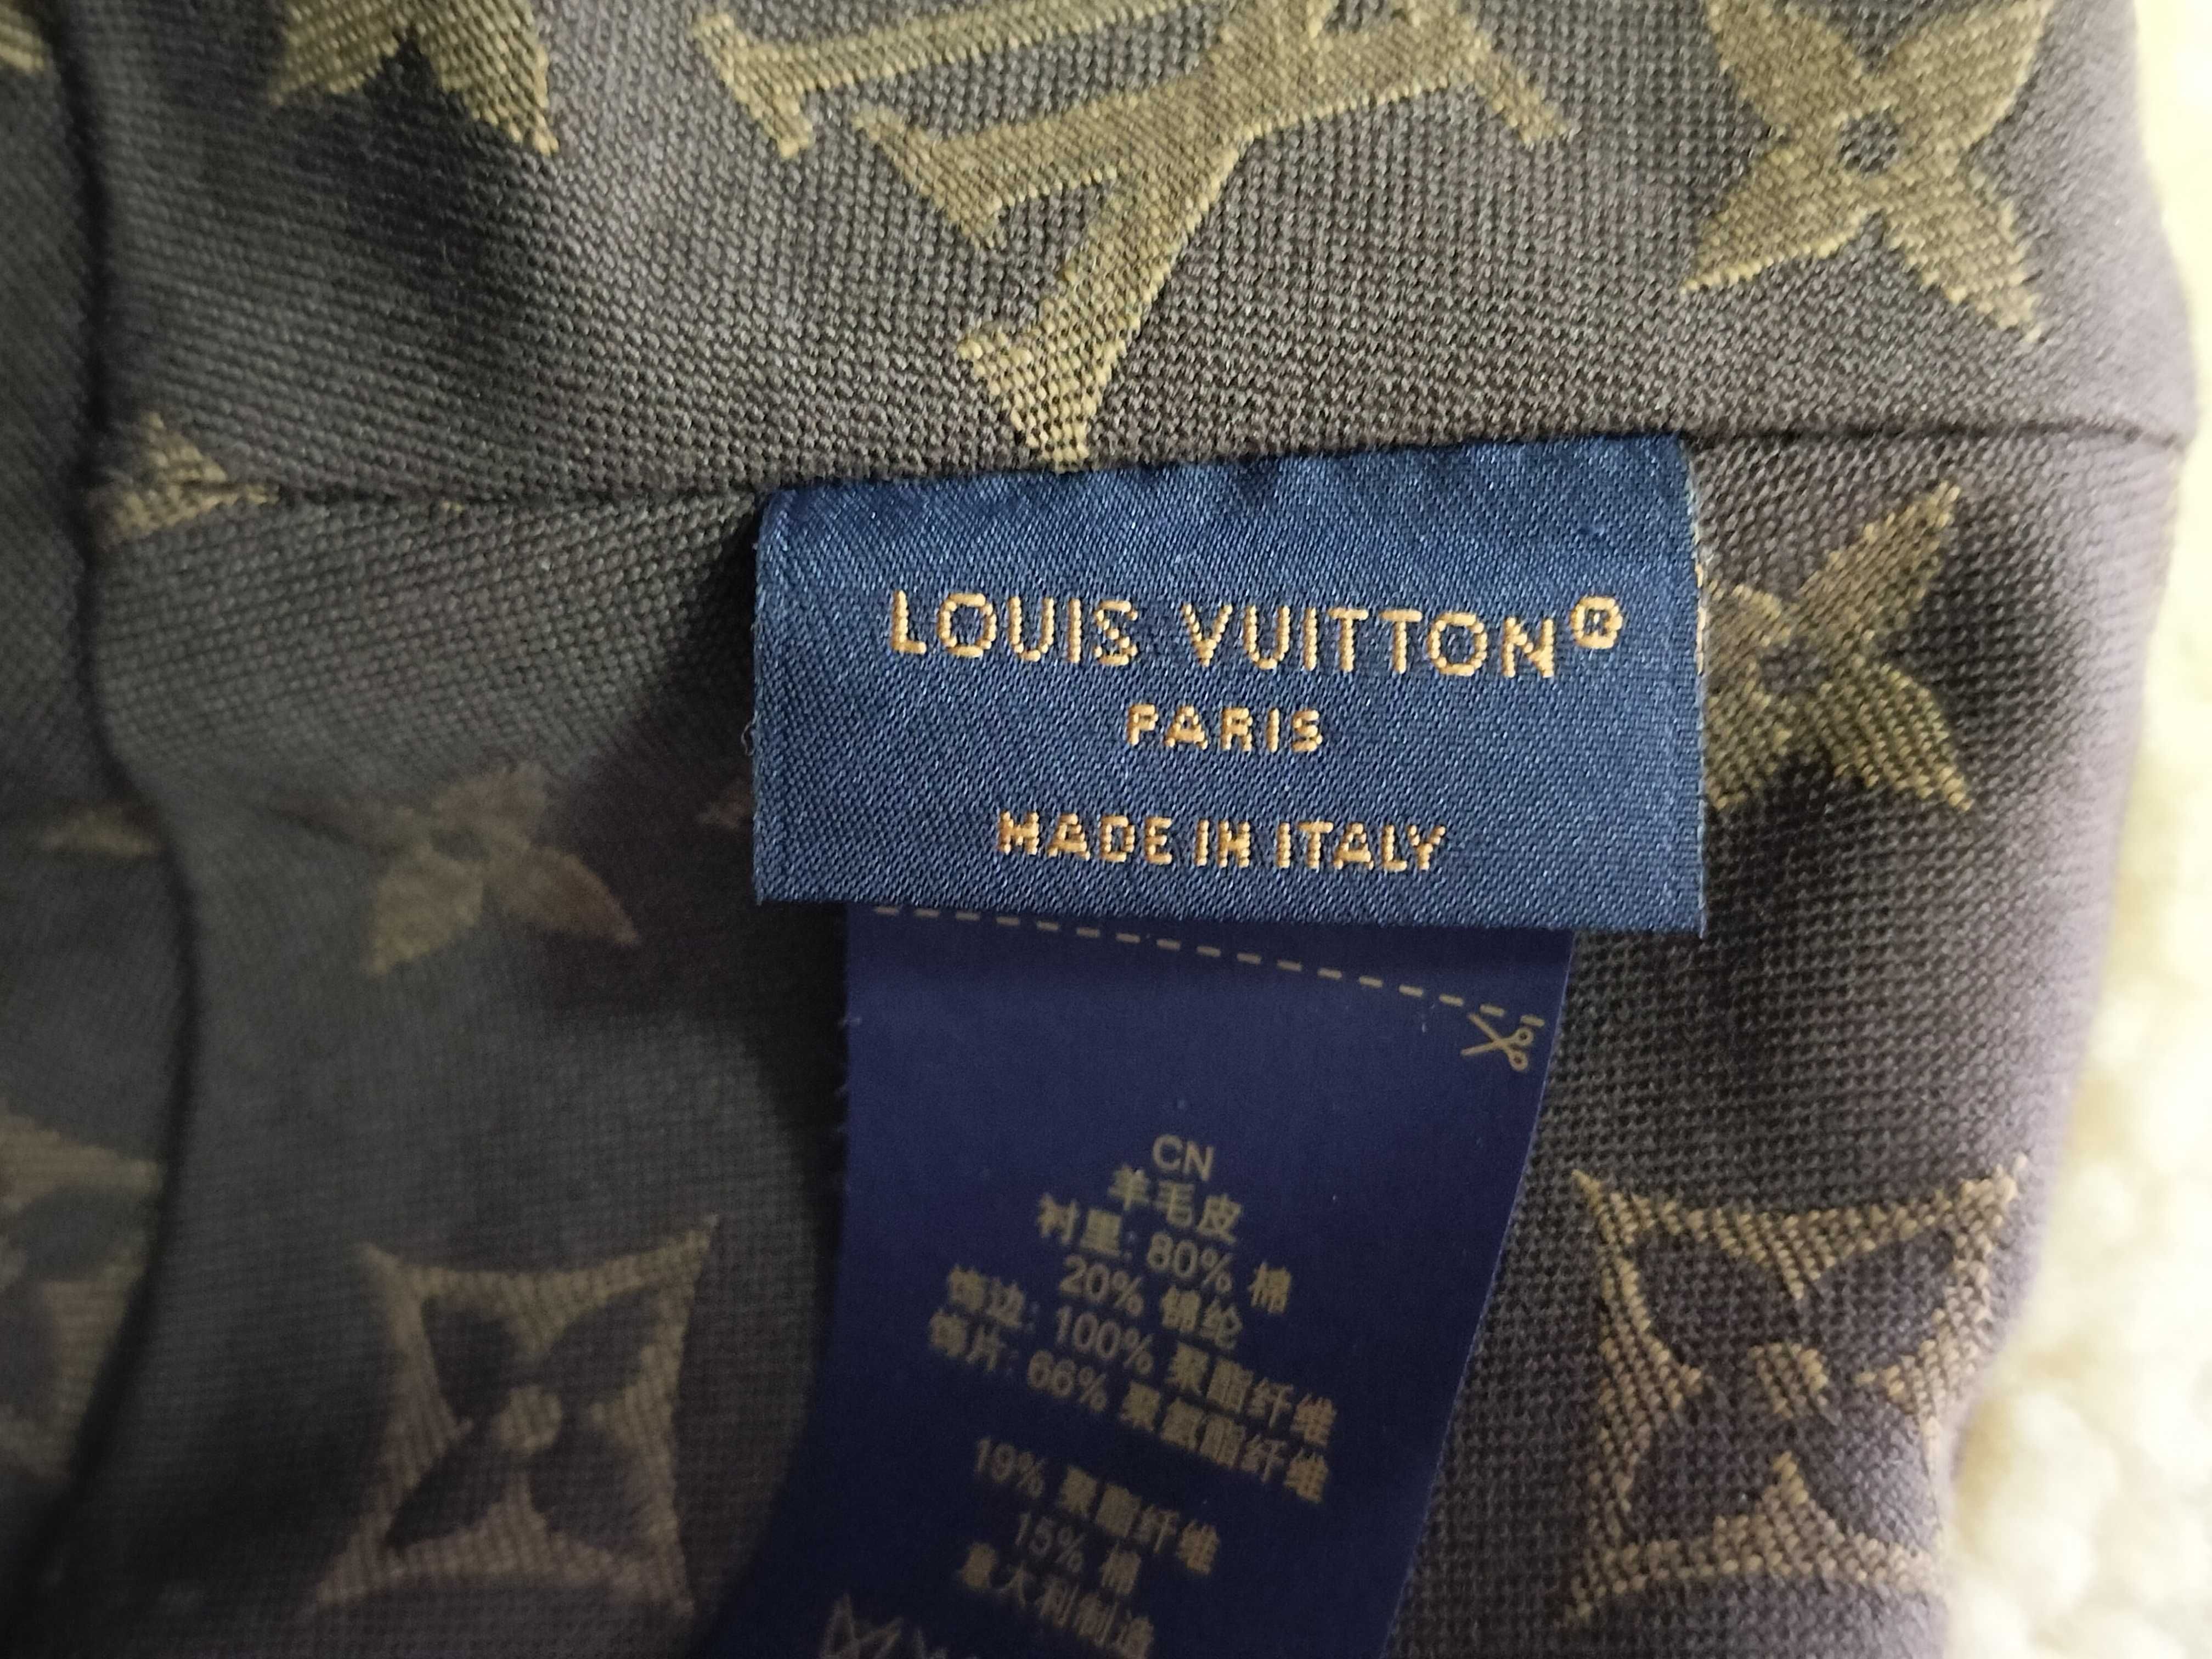 LOUIS VUITTON®
PARIS
MADE IN ITALY
CN
羊毛皮
衬里: 80% 棉
20% 锦纶
饰边: 100% 聚酯纤维
饰片: 66% 聚氨酯纤维
19% 聚酯纤维
15% 棉
意大利制造